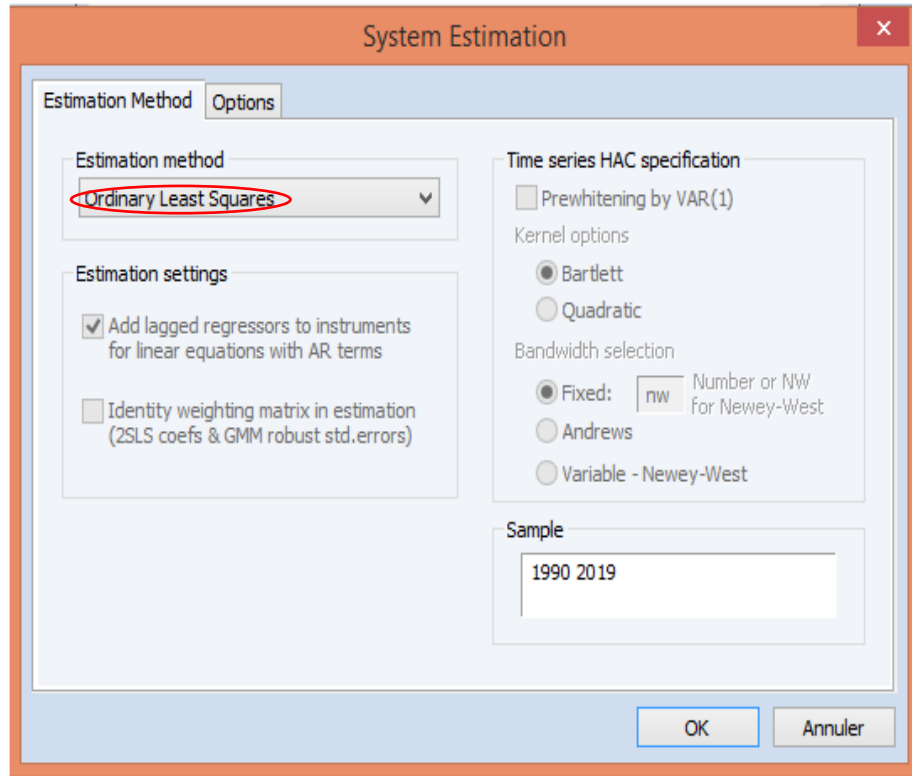 System Estimation
x
Estimation Method
Options
Estimation method
Ordinary Least Squares
Estimation settings
Add lagged regressors to instruments
for linear equations with AR terms
Identity weighting matrix in estimation
(2SLS coefs & GMM robust std.errors)
Time series HAC specification
Prewhitening by VAR(1)
Kernel options
Bartlett
Quadratic
Bandwidth selection
Fixed:
nw
Number or NW
for Newey-West
Andrews
Variable - Newey-West
Sample
1990 2019
OK
Annuler